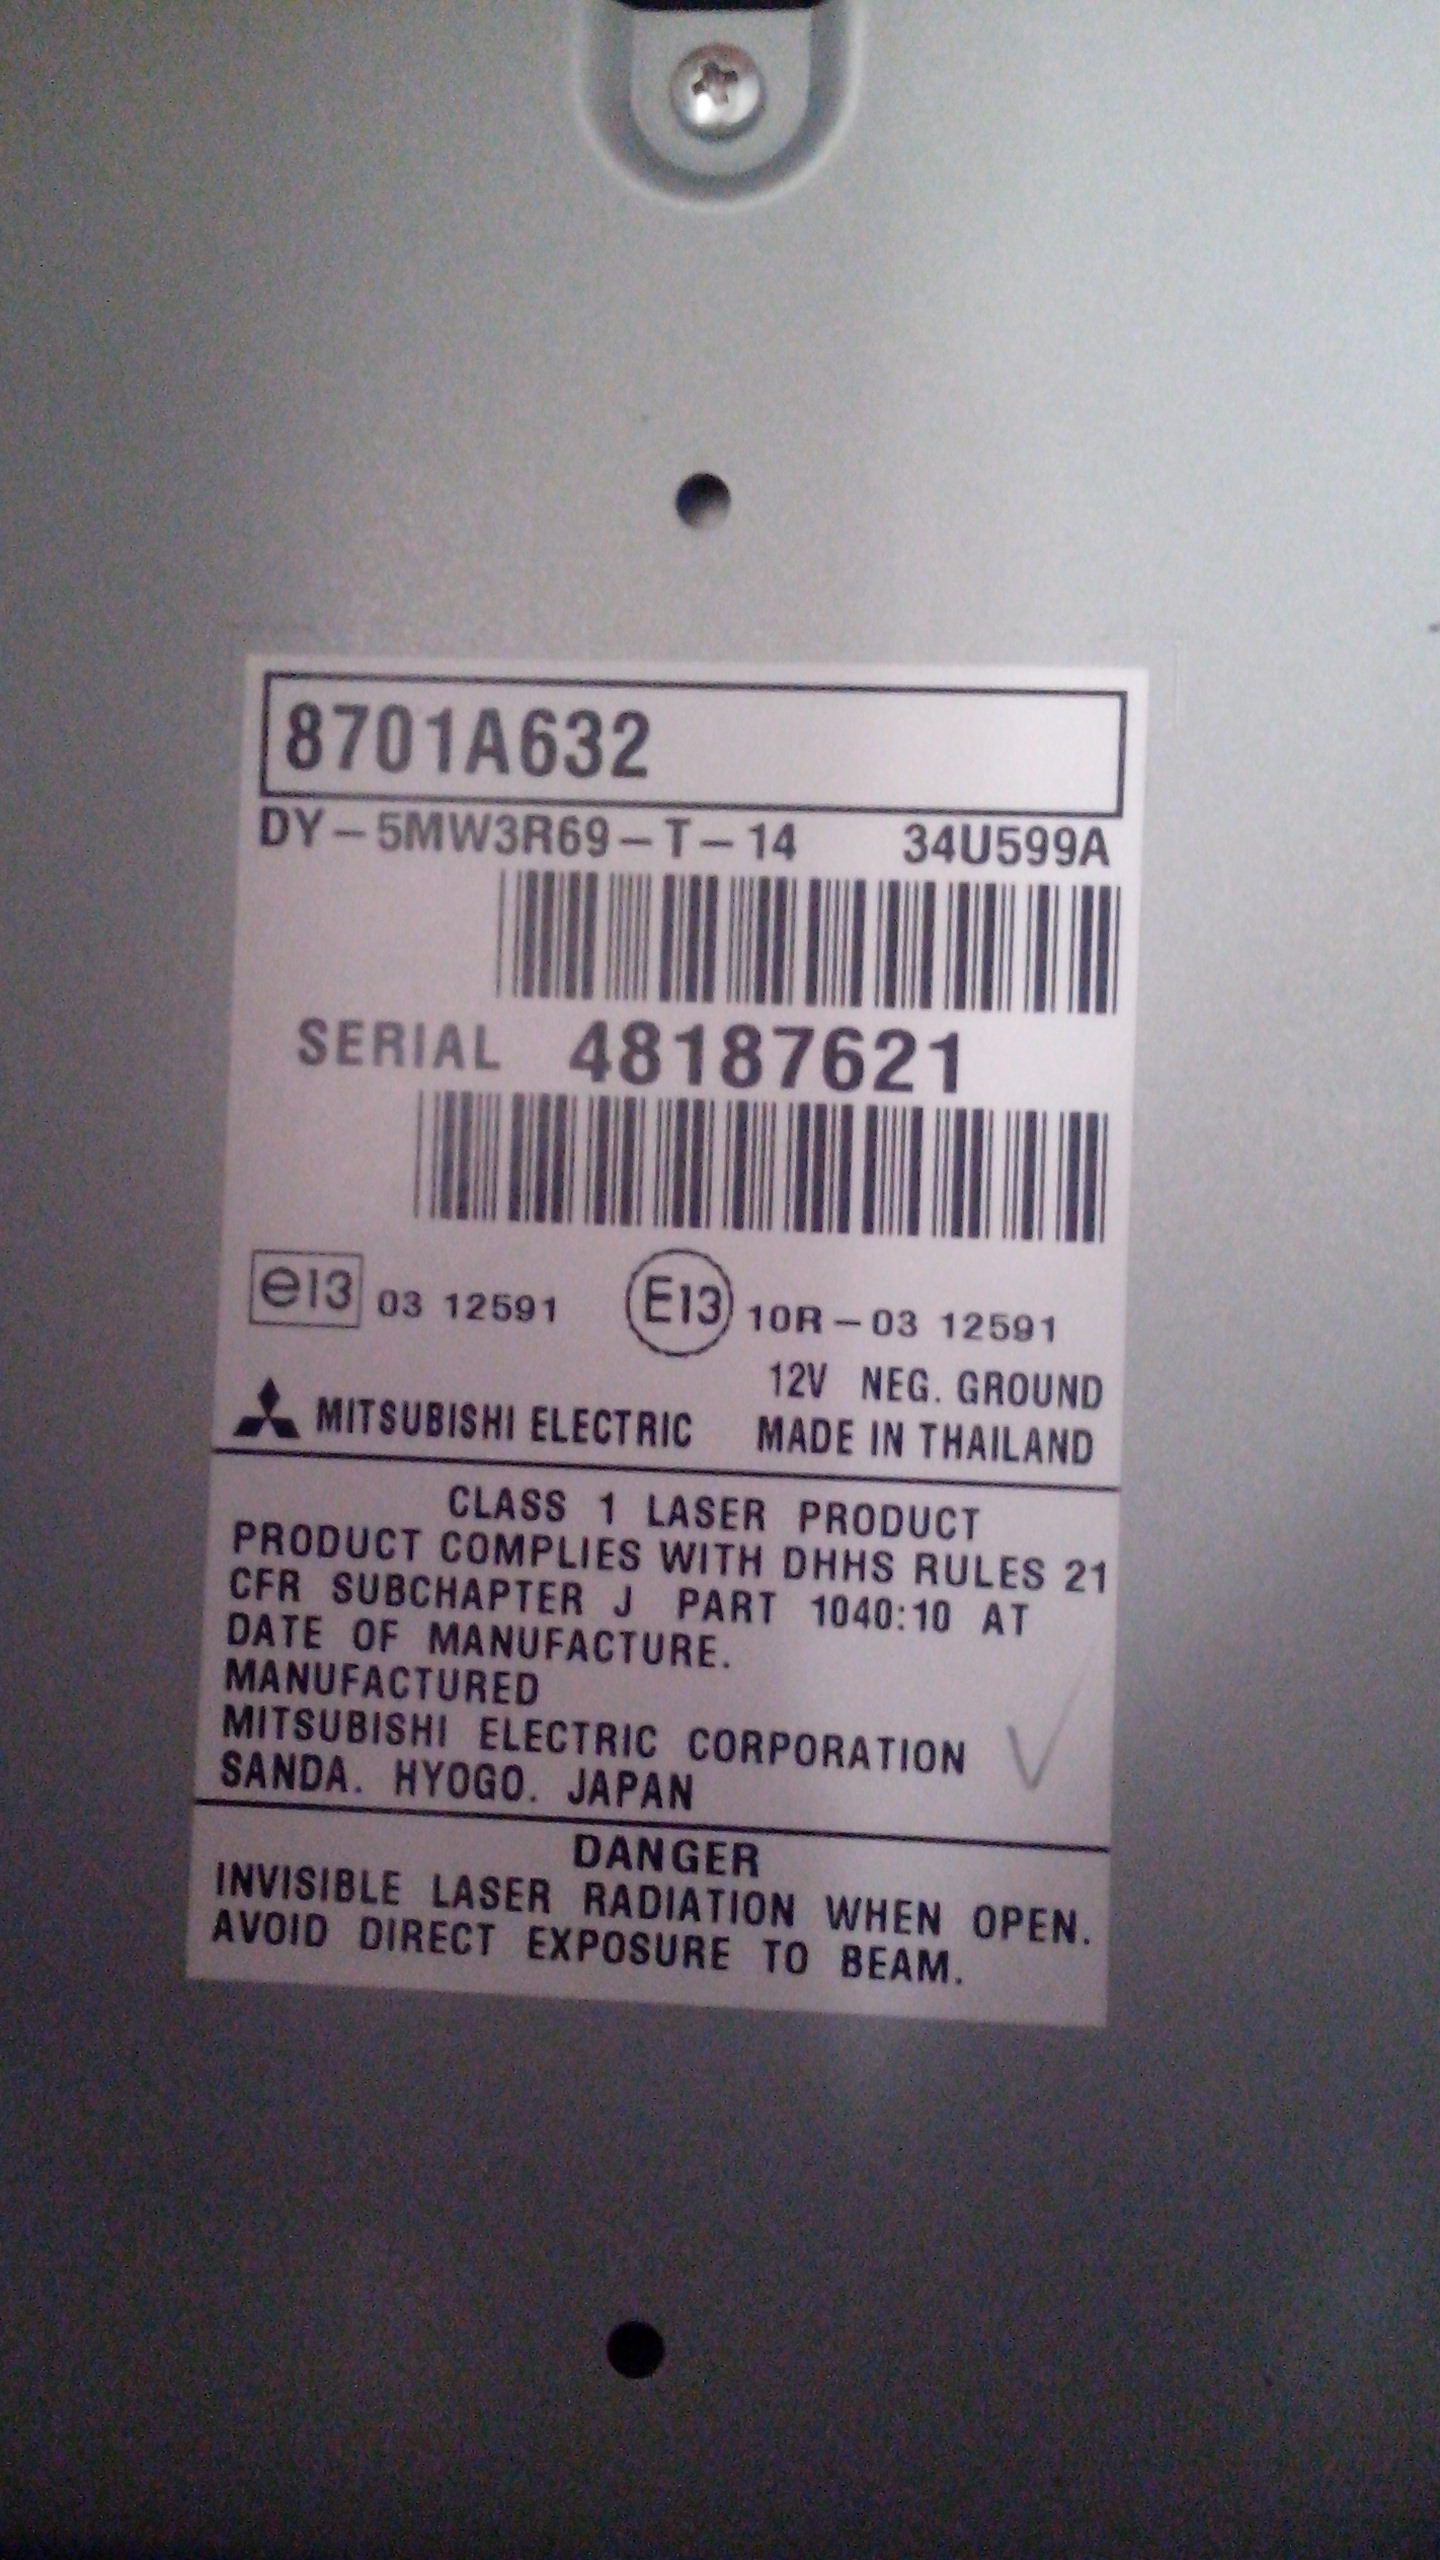 8701A632
DY-5MW3R69-T-14 34U599A
SERIAL 48187621
e13 03 12591 E13 10R-03 12591
12V NEG. GROUND
MITSUBISHI ELECTRIC MADE IN THAILAND
CLASS 1 LASER PRODUCT
PRODUCT COMPLIES WITH DHHS RULES 21
CFR SUBCHAPTER J PART 1040:10 AT
DATE OF MANUFACTURE.
MANUFACTURED
MITSUBISHI ELECTRIC CORPORATION
SANDA. HYOGO. JAPAN
DANGER
INVISIBLE LASER RADIATION WHEN OPEN.
AVOID DIRECT EXPOSURE TO BEAM.